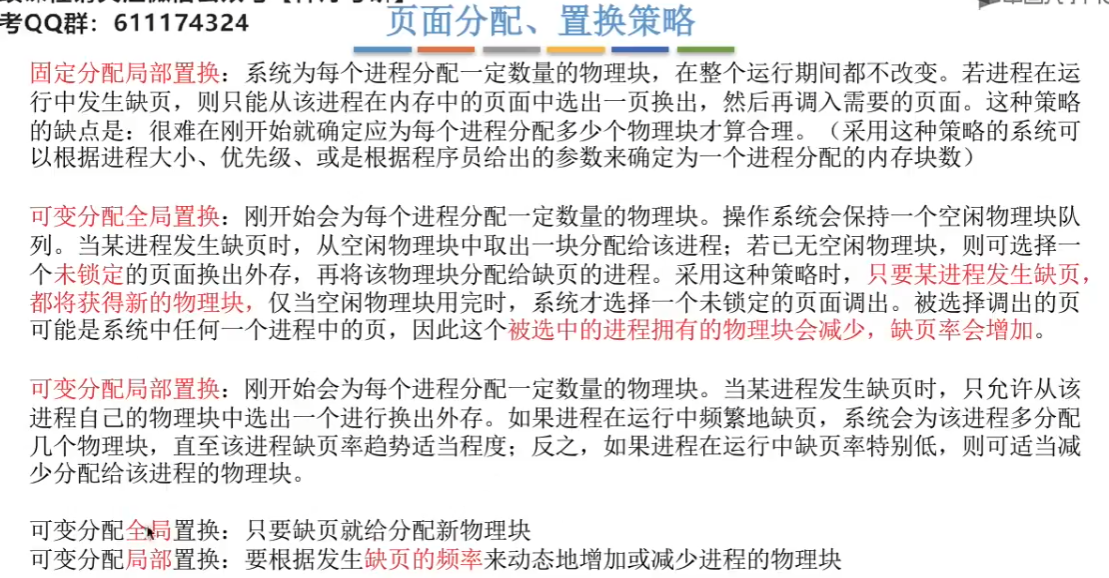 考QQ群：611174324
页面分配、置换策略
固定分配局部置换：系统为每个进程分配一定数量的物理块，在整个运行期间都不改变。若进程在运
行中发生缺页，则只能从该进程在内存中的页面中选出一页换出，然后再调入需要的页面。这种策略
的缺点是：很难在刚开始就确定应为每个进程分配多少个物理块才算合理。（采用这种策略的系统可
以根据进程大小、优先级、或是根据程序员给出的参数来确定为一个进程分配的内存块数）
可变分配全局置换：刚开始会为每个进程分配一定数量的物理块。操作系统会保持一个空闲物理块队
列。当某进程发生缺页时，从空闲物理块中取出一块分配给该进程；若已无空闲物理块，则可选择一
个未锁定的页面换出外存，再将该物理块分配给缺页的进程。采用这种策略时，只要某进程发生缺页，
都将获得新的物理块，仅当空闲物理块用完时，系统才选择一个未锁定的页面调出。被选择调出的页
可能是系统中任何一个进程中的页，因此这个被选中的进程拥有的物理块会减少，缺页率会增加。
可变分配局部置换：刚开始会为每个进程分配一定数量的物理块。当某进程发生缺页时，只允许从该
进程自己的物理块中选出一个进行换出外存。如果进程在运行中频繁地缺页，系统会为该进程多分配
几个物理块，直至该进程缺页率趋势适当程度；反之，如果进程在运行中缺页率特别低，则可适当减
少分配给该进程的物理块。
可变分配全局置换：只要缺页就给分配新物理块
可变分配局部置换：要根据发生缺页的频率来动态地增加或减少进程的物理块